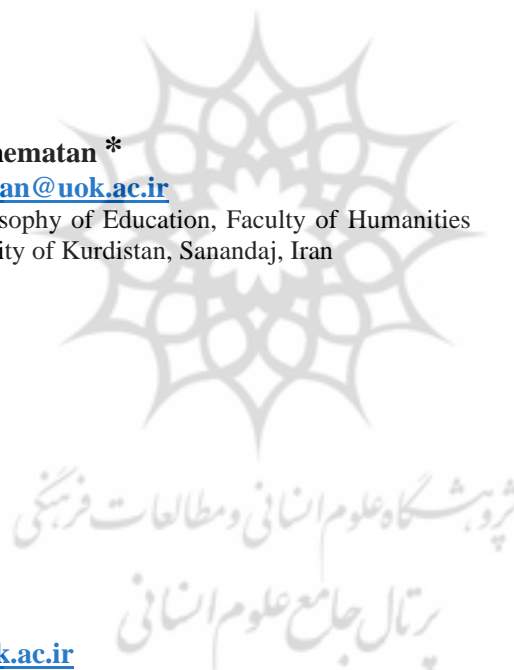 nematan *
an@uok.ac.ir
sophy of Education, Faculty of Humanities
ity of Kurdistan, Sanandaj, Iran
پژوهشگاه علوم انسانی و مطالعات فرهنگی
پرتال جامع علوم انسانی
k.ac.ir